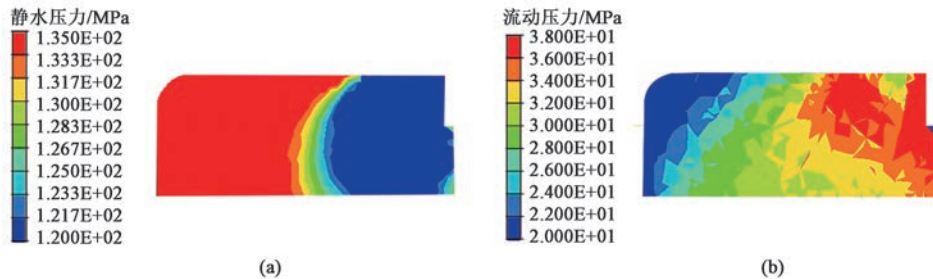 静水压力/MPa
1.350E+02
1.333E+02
1.317E+02
1.300E+02
1.283E+02
1.267E+02
1.250E+02
1.233E+02
1.217E+02
1.200E+02
(a)
流动压力/MPa
3.800E+01
3.600E+01
3.400E+01
3.200E+01
3.000E+01
2.800E+01
2.600E+01
2.400E+01
2.200E+01
2.000E+01
(b)